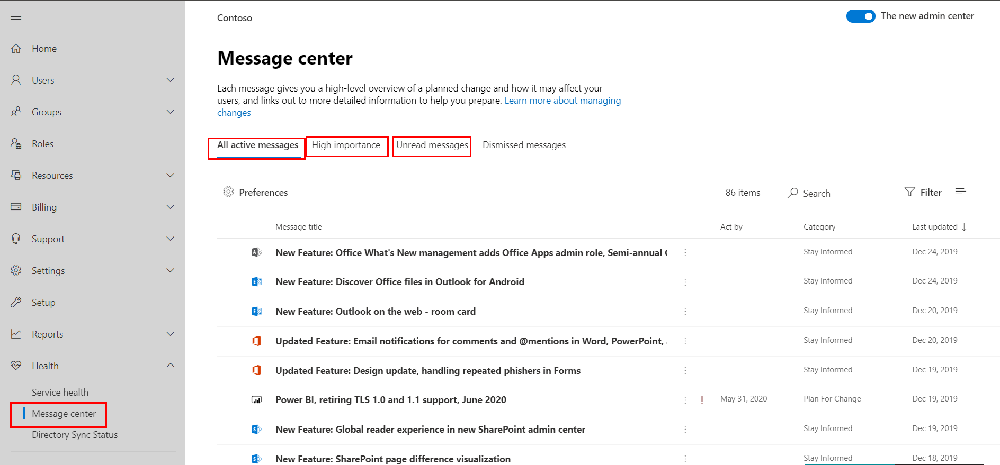 Contoso
The new admin center
Home
Users
Groups
Roles
Resources
Billing
Support
Settings
Setup
Reports
Health
Service health
Message center
Directory Sync Status
Message center
Each message gives you a high-level overview of a planned change and how it may affect your
users, and links out to more detailed information to help you prepare. Learn more about managing
changes
All active messages High importance Unread messages Dismissed messages
Preferences 86 items Search Filter
Message title Act by Category Last updated ↓
New Feature: Office What's New management adds Office Apps admin role, Semi-annual Stay Informed Dec 24, 2019
New Feature: Discover Office files in Outlook for Android Stay Informed Dec 24, 2019
New Feature: Outlook on the web - room card Stay Informed Dec 20, 2019
Updated Feature: Email notifications for comments and @mentions in Word, PowerPoint, Stay Informed Dec 20, 2019
Updated Feature: Design update, handling repeated phishers in Forms Stay Informed Dec 19, 2019
Power BI, retiring TLS 1.0 and 1.1 support, June 2020 ! May 31, 2020 Plan For Change Dec 19, 2019
New Feature: Global reader experience in new SharePoint admin center Stay Informed Dec 19, 2019
New Feature: SharePoint page difference visualization Stay Informed Dec 18, 2019